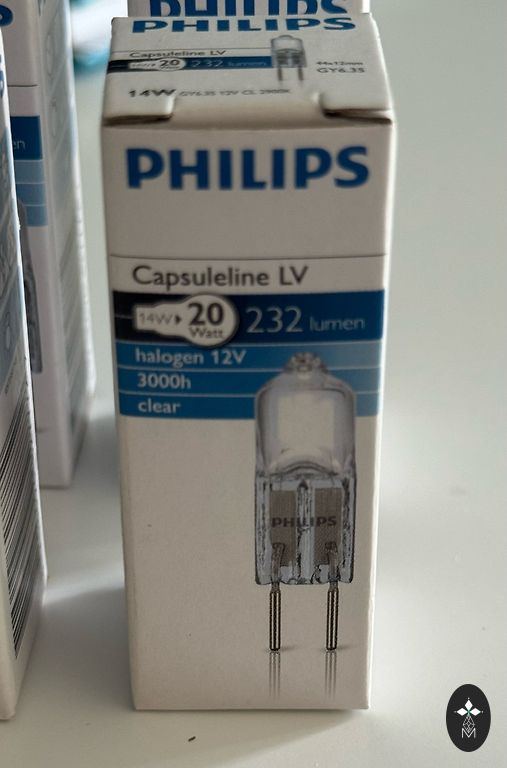 PHILIPS
PHILIPS
Capsuleline LV
20
232 lumen
44x12mm
GY6.35
14W GY6.35 12V CL 2900K
PHILIPS
Capsuleline LV
14W 20 Watt 232 lumen
halogen 12V
3000h
clear
PHILIPS
M